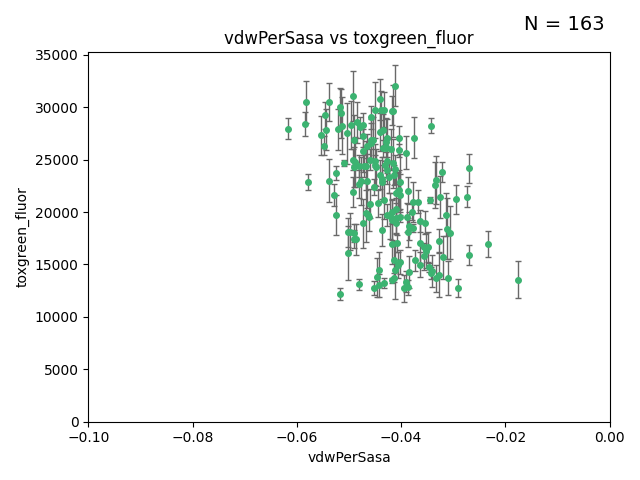 N = 163
vdwPerSasa vs toxgreen_fluor
35000
30000
25000
20000
15000
10000
5000
0
toxgreen_fluor
−0.10 −0.08 −0.06 −0.04 −0.02 0.00
vdwPerSasa